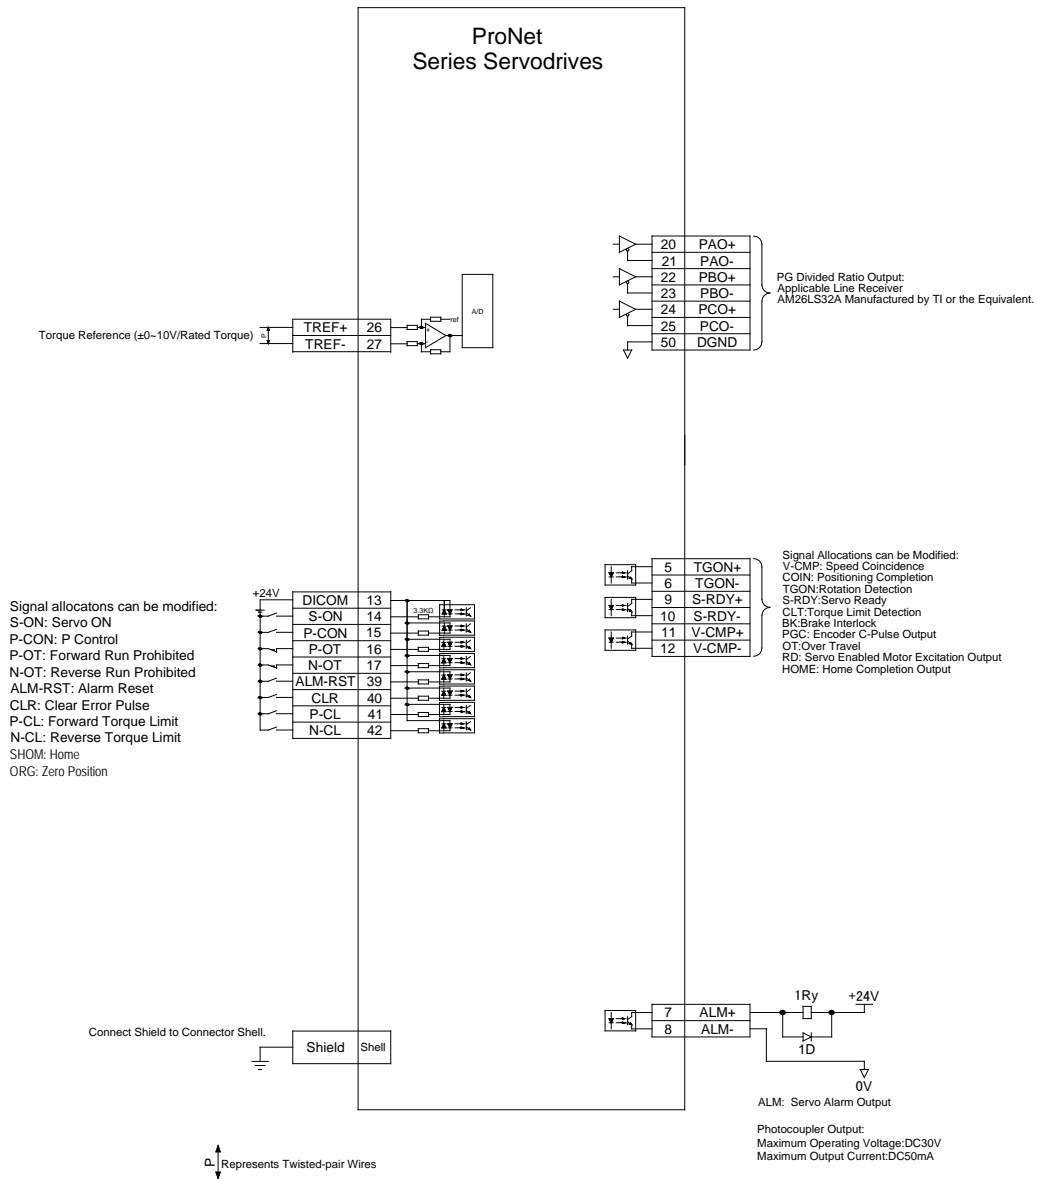 ProNet
Series Servodrives
20 PAO+
21 PAO-
22 PBO+
23 PBO-
24 PCO+
25 PCO-
50 DGND
PG Divided Ratio Output:
Applicable Line Receiver
AM26LS32A Manufactured by TI or the Equivalent.
Torque Reference (±0~10V/Rated Torque)
P
TREF+ 26
TREF- 27
ref
A/D
5 TGON+
6 TGON-
9 S-RDY+
10 S-RDY-
11 V-CMP+
12 V-CMP-
Signal Allocations can be Modified:
V-CMP: Speed Coincidence
COIN: Positioning Completion
TGON:Rotation Detection
S-RDY:Servo Ready
CLT:Torque Limit Detection
BK:Brake Interlock
PGC: Encoder C-Pulse Output
OT:Over Travel
RD: Servo Enabled Motor Excitation Output
HOME: Home Completion Output
Signal allocatons can be modified:
S-ON: Servo ON
P-CON: P Control
P-OT: Forward Run Prohibited
N-OT: Reverse Run Prohibited
ALM-RST: Alarm Reset
CLR: Clear Error Pulse
P-CL: Forward Torque Limit
N-CL: Reverse Torque Limit
SHOM: Home
ORG: Zero Position
+24V
DICOM 13
S-ON 14
P-CON 15
P-OT 16
N-OT 17
ALM-RST 39
CLR 40
P-CL 41
N-CL 42
3.3KΩ
Connect Shield to Connector Shell.
Shield Shell
7 ALM+
8 ALM-
1Ry
+24V
1D
0V
ALM: Servo Alarm Output
Photocoupler Output:
Maximum Operating Voltage:DC30V
Maximum Output Current:DC50mA
P Represents Twisted-pair Wires